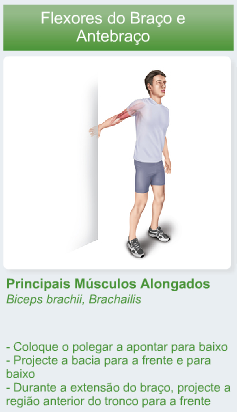 Flexores do Braço e
Antebraço
Principais Músculos Alongados
Biceps brachii, Brachailis
- Coloque o polegar a apontar para baixo
- Projecte a bacia para a frente e para
baixo
- Durante a extensão do braço, projecte a
região anterior do tronco para a frente